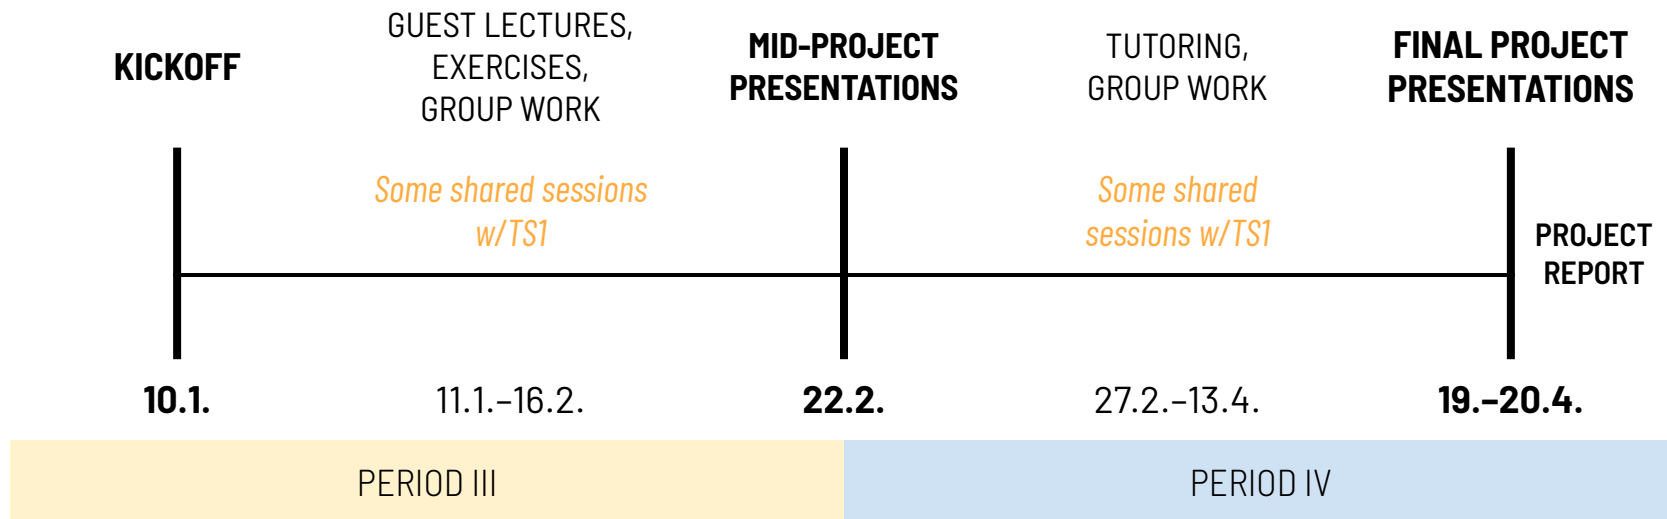 KICKOFF
GUEST LECTURES,
EXERCISES,
GROUP WORK
MID-PROJECT
PRESENTATIONS
TUTORING,
GROUP WORK
FINAL PROJECT
PRESENTATIONS
Some shared sessions
w/TS1
Some shared
sessions w/TS1
PROJECT
REPORT
10.1.
11.1.–16.2.
22.2.
27.2.–13.4.
19.–20.4.
PERIOD III
PERIOD IV